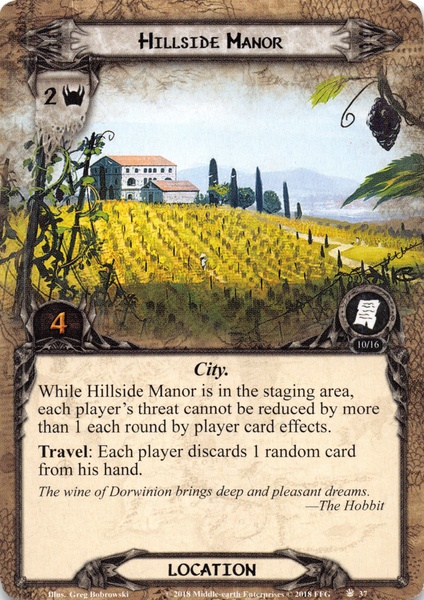 Hillside Manor
2
4
10/16
City.
While Hillside Manor is in the staging area,
each player's threat cannot be reduced by more
than 1 each round by player card effects.
Travel: Each player discards 1 random card
from his hand.
The wine of Dorwinion brings deep and pleasant dreams.
—The Hobbit
LOCATION
Illus. Greg Bobrowski © 2018 Middle-earth Enterprises © 2018 FFG 37